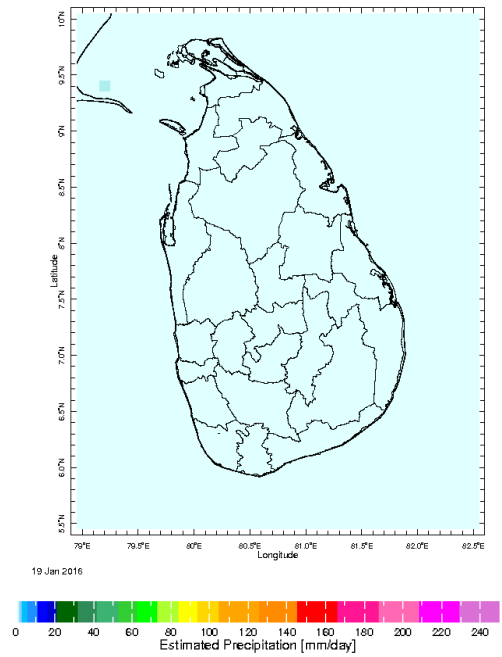 10°N
9.5°N
9°N
8.5°N
8°N
7.5°N
7.0°N
6.5°N
6.0°N
5.5°N
Latitude
79°E 79.5°E 80°E 80.5°E 81.0°E 81.5°E 82°E 82.5°E
Longitude
19 Jan 2016
0 20 40 60 80 100 120 140 160 180 200 220 240
Estimated Precipitation [mm/day]